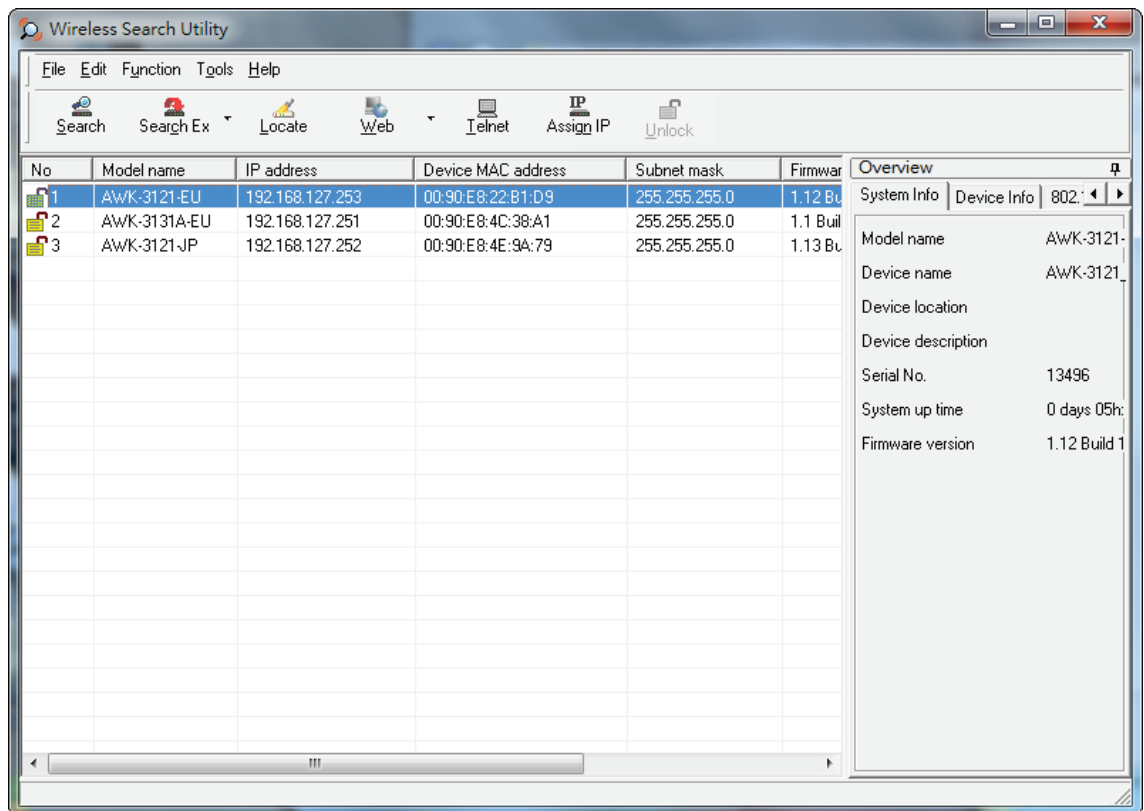 Wireless Search Utility
File Edit Function Tools Help
Search Search Ex Locate Web Telnet Assign IP Unlock
No Model name IP address Device MAC address Subnet mask Firmwar
1 AWK-3121-EU 192.168.127.253 00:90:E8:22:B1:D9 255.255.255.0 1.12 Bu
2 AWK-3131A-EU 192.168.127.251 00:90:E8:4C:38:A1 255.255.255.0 1.1 Buil
3 AWK-3121-JP 192.168.127.252 00:90:E8:4E:9A:79 255.255.255.0 1.13 Bu
Overview
System Info Device Info 802.
Model name AWK-3121-
Device name AWK-3121_
Device location
Device description
Serial No. 13496
System up time 0 days 05h:
Firmware version 1.12 Build 1